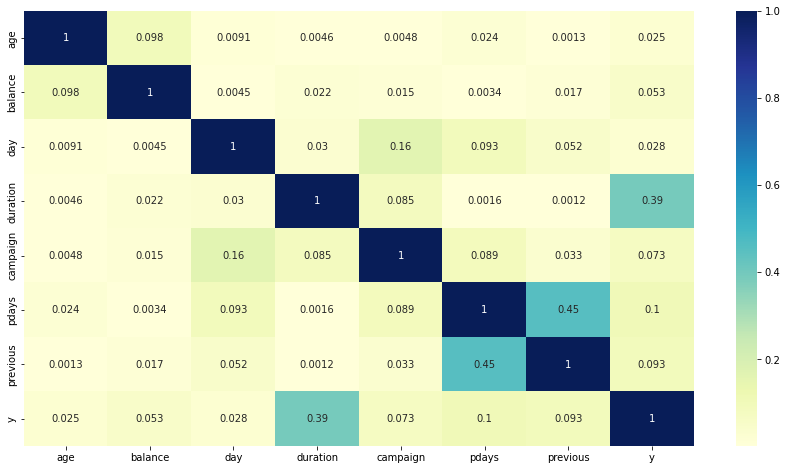 age 1 0.098 0.0091 0.0046 0.0048 0.024 0.0013 0.025
balance 0.098 1 0.0045 0.022 0.015 0.0034 0.017 0.053
day 0.0091 0.0045 1 0.03 0.16 0.093 0.052 0.028
duration 0.0046 0.022 0.03 1 0.085 0.0016 0.0012 0.39
campaign 0.0048 0.015 0.16 0.085 1 0.089 0.033 0.073
pdays 0.024 0.0034 0.093 0.0016 0.089 1 0.45 0.1
previous 0.0013 0.017 0.052 0.0012 0.033 0.45 1 0.093
y 0.025 0.053 0.028 0.39 0.073 0.1 0.093 1
age balance day duration campaign pdays previous y
1.0
0.8
0.6
0.4
0.2